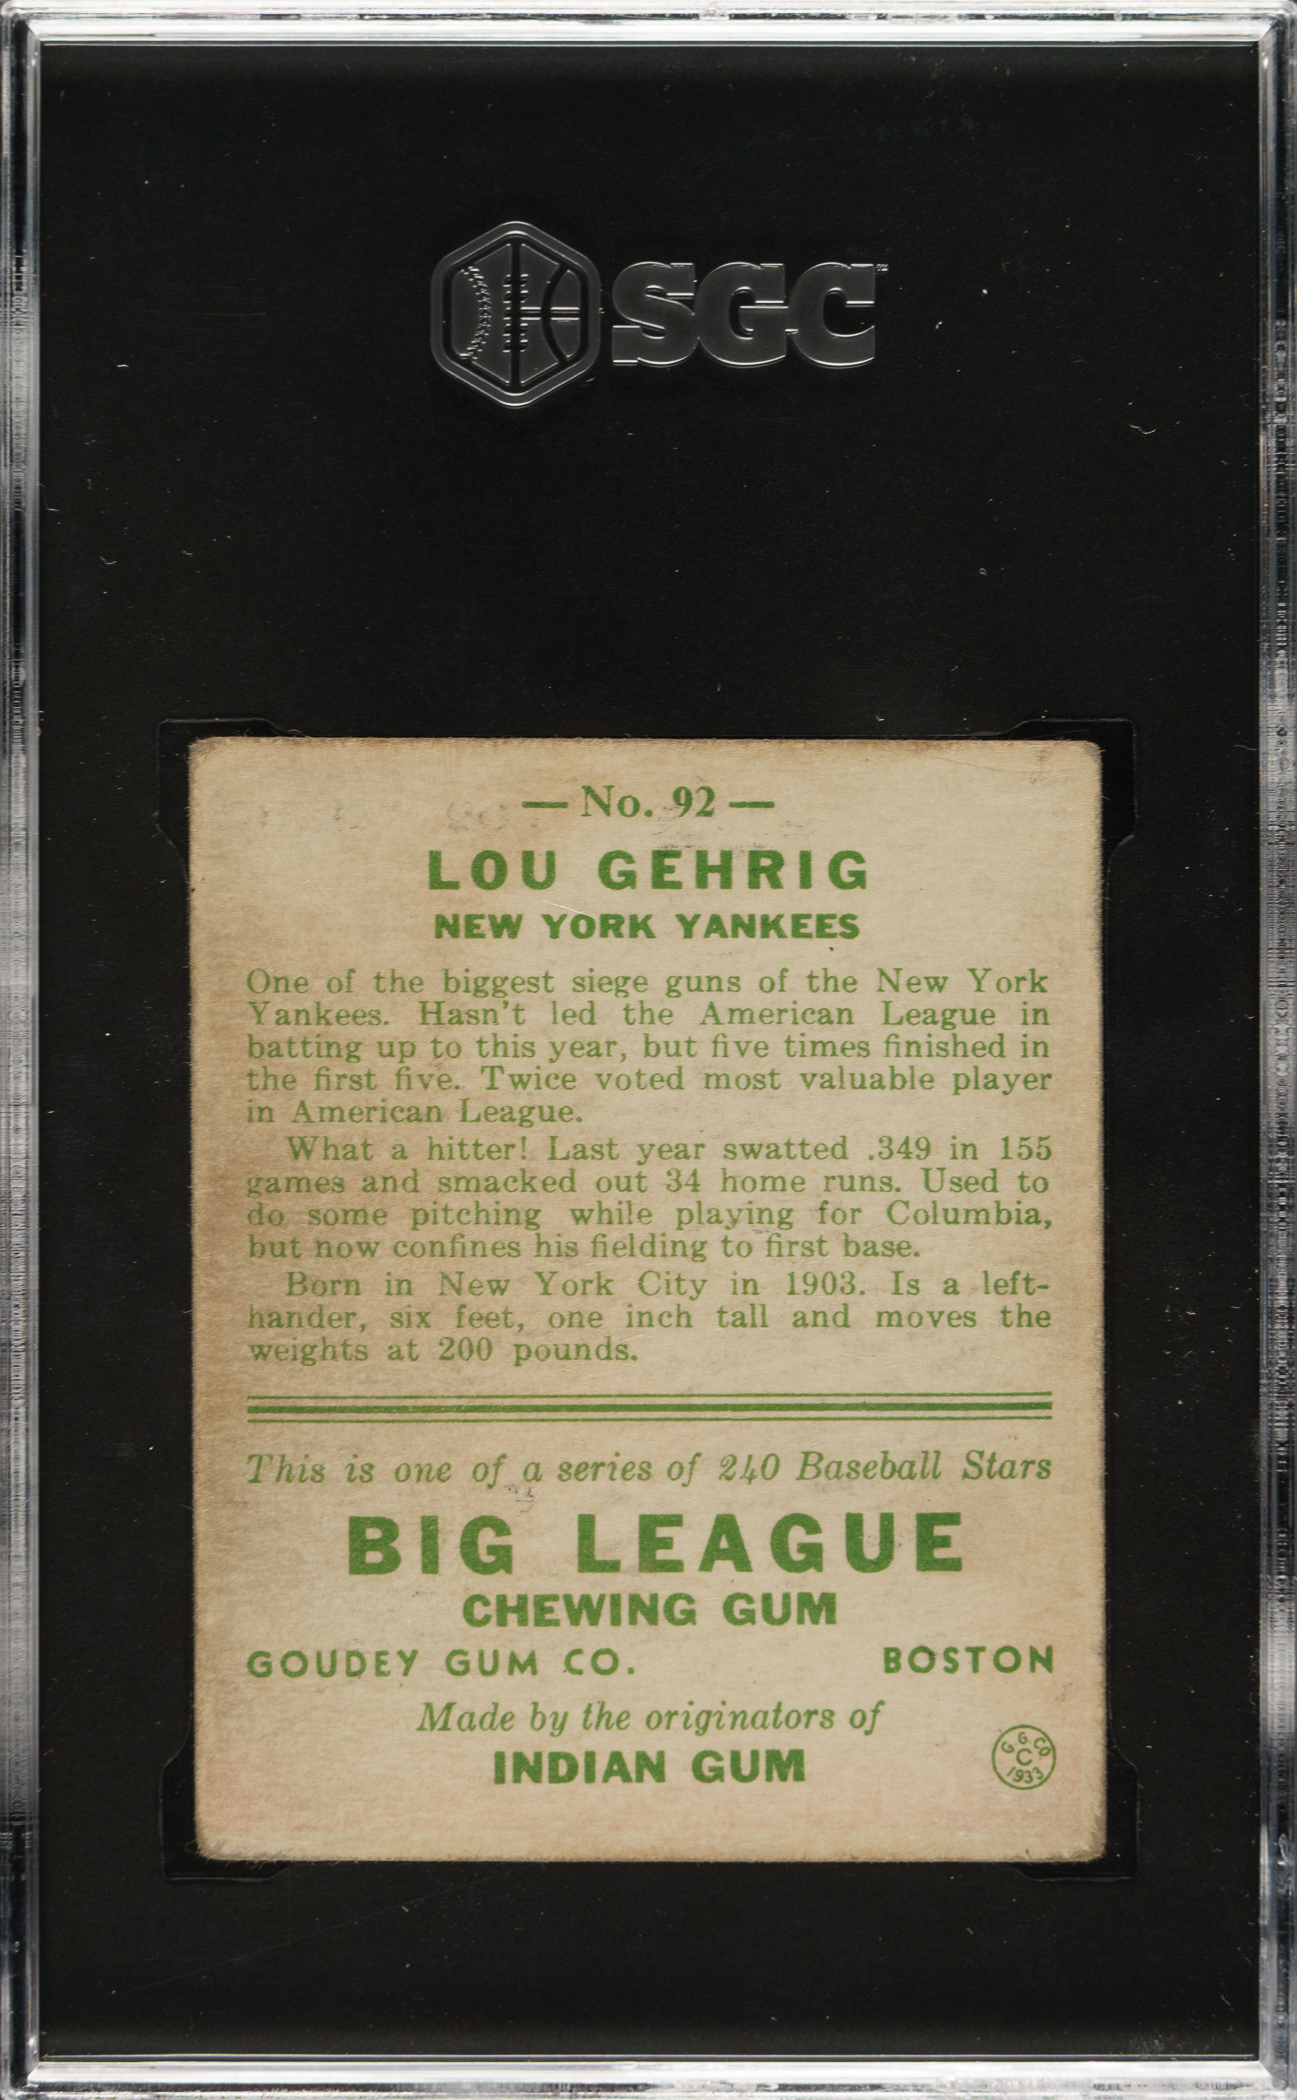 SGC
— No. 92 —
LOU GEHRIG
NEW YORK YANKEES
One of the biggest siege guns of the New York
Yankees. Hasn't led the American League in
batting up to this year, but five times finished in
the first five. Twice voted most valuable player
in American League.
What a hitter! Last year swatted .349 in 155
games and smacked out 34 home runs. Used to
do some pitching while playing for Columbia,
but now confines his fielding to first base.
Born in New York City in 1903. Is a left-
hander, six feet, one inch tall and moves the
weights at 200 pounds.
This is one of a series of 240 Baseball Stars
BIG LEAGUE
CHEWING GUM
GOUDEY GUM CO. BOSTON
Made by the originators of
INDIAN GUM
G. G. CO.
C
1933